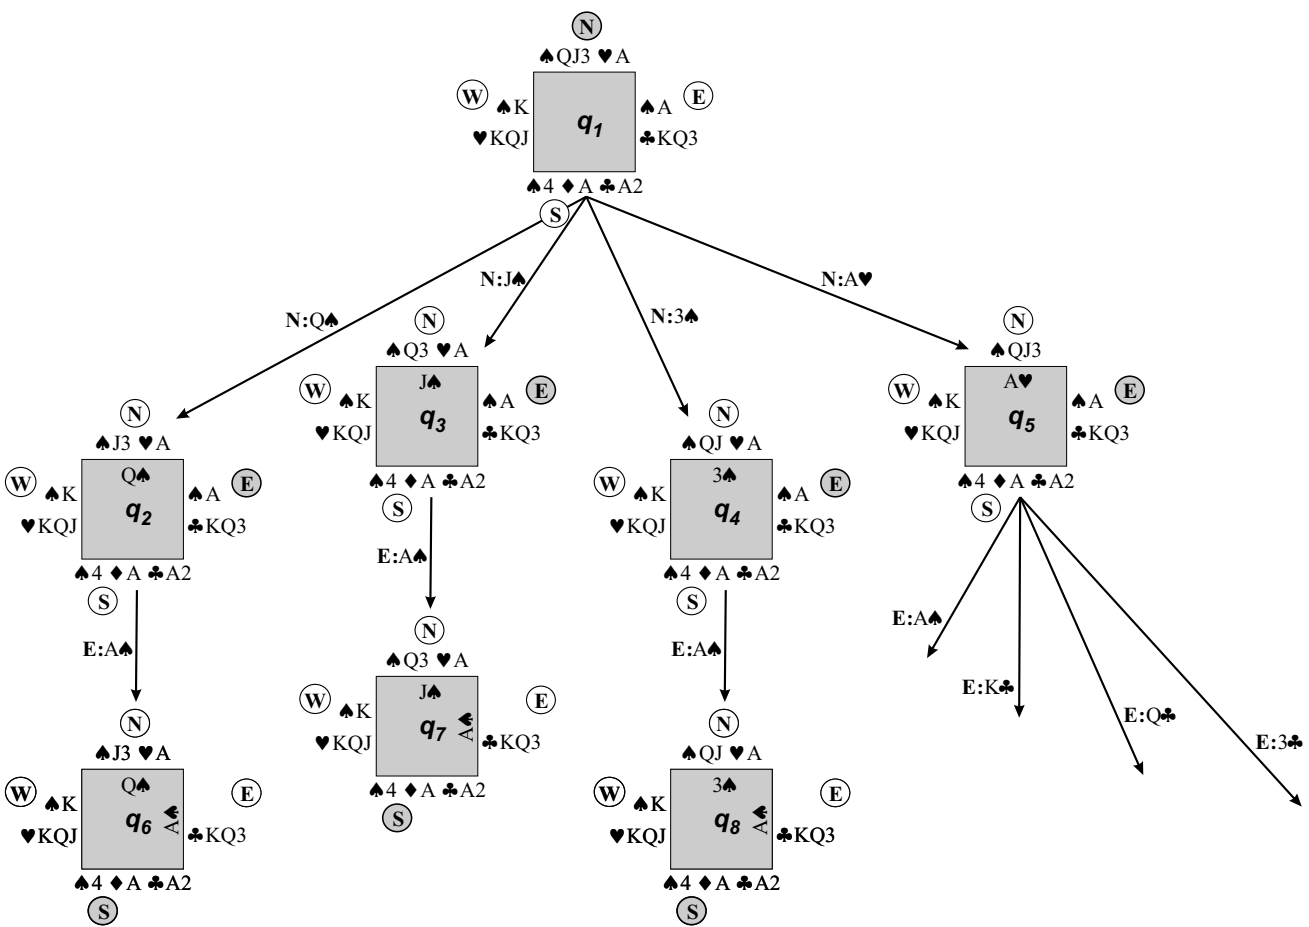 N
♠QJ3 ♥A
W
E
♠K
♠A
q1
♥KQJ
♣KQ3
♠4 ♦A ♣A2
S
N:Q♠
N:J♠
N:3♠
N:A♥
N
♠J3 ♥A
W
E
Q♠
♠K
♠A
q2
♥KQJ
♣KQ3
♠4 ♦A ♣A2
S
N
♠Q3 ♥A
W
E
J♠
♠K
♠A
q3
♥KQJ
♣KQ3
♠4 ♦A ♣A2
S
N
♠QJ ♥A
W
E
3♠
♠K
♠A
q4
♥KQJ
♣KQ3
♠4 ♦A ♣A2
S
N
♠QJ3
W
E
A♥
♠K
♠A
q5
♥KQJ
♣KQ3
♠4 ♦A ♣A2
S
E:A♠
E:A♠
E:A♠
E:A♠
E:K♣
E:Q♣
E:3♣
N
♠J3 ♥A
W
E
Q♠
♠K
A♠
q6
♥KQJ
♣KQ3
♠4 ♦A ♣A2
S
N
♠Q3 ♥A
W
E
J♠
♠K
A♠
q7
♥KQJ
♣KQ3
♠4 ♦A ♣A2
S
N
♠QJ ♥A
W
E
3♠
♠K
A♠
q8
♥KQJ
♣KQ3
♠4 ♦A ♣A2
S